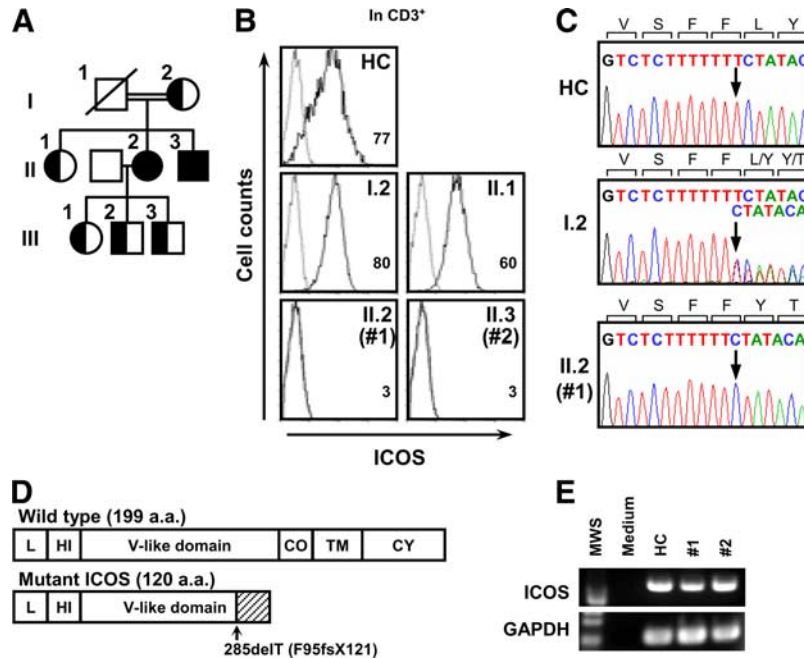 A
1
2
I
1
2
3
II
1
2
3
III
B
In CD3+
HC
77
I.2
80
II.1
60
II.2
(#1)
3
II.3
(#2)
3
Cell counts
ICOS
C
V S F F L Y
GTCTCTTTTTTTCTATAC
HC
V S F F L/Y Y/T
GTCTCTTTTTTTCTATAC
CTATACA
I.2
V S F F Y T
GTCTCTTTTTTCTATACA
II.2
(#1)
D
Wild type (199 a.a.)
L HI V-like domain CO TM CY
Mutant ICOS (120 a.a.)
L HI V-like domain
285delT (F95fsX121)
E
MWS Medium HC #1 #2
ICOS
GAPDH